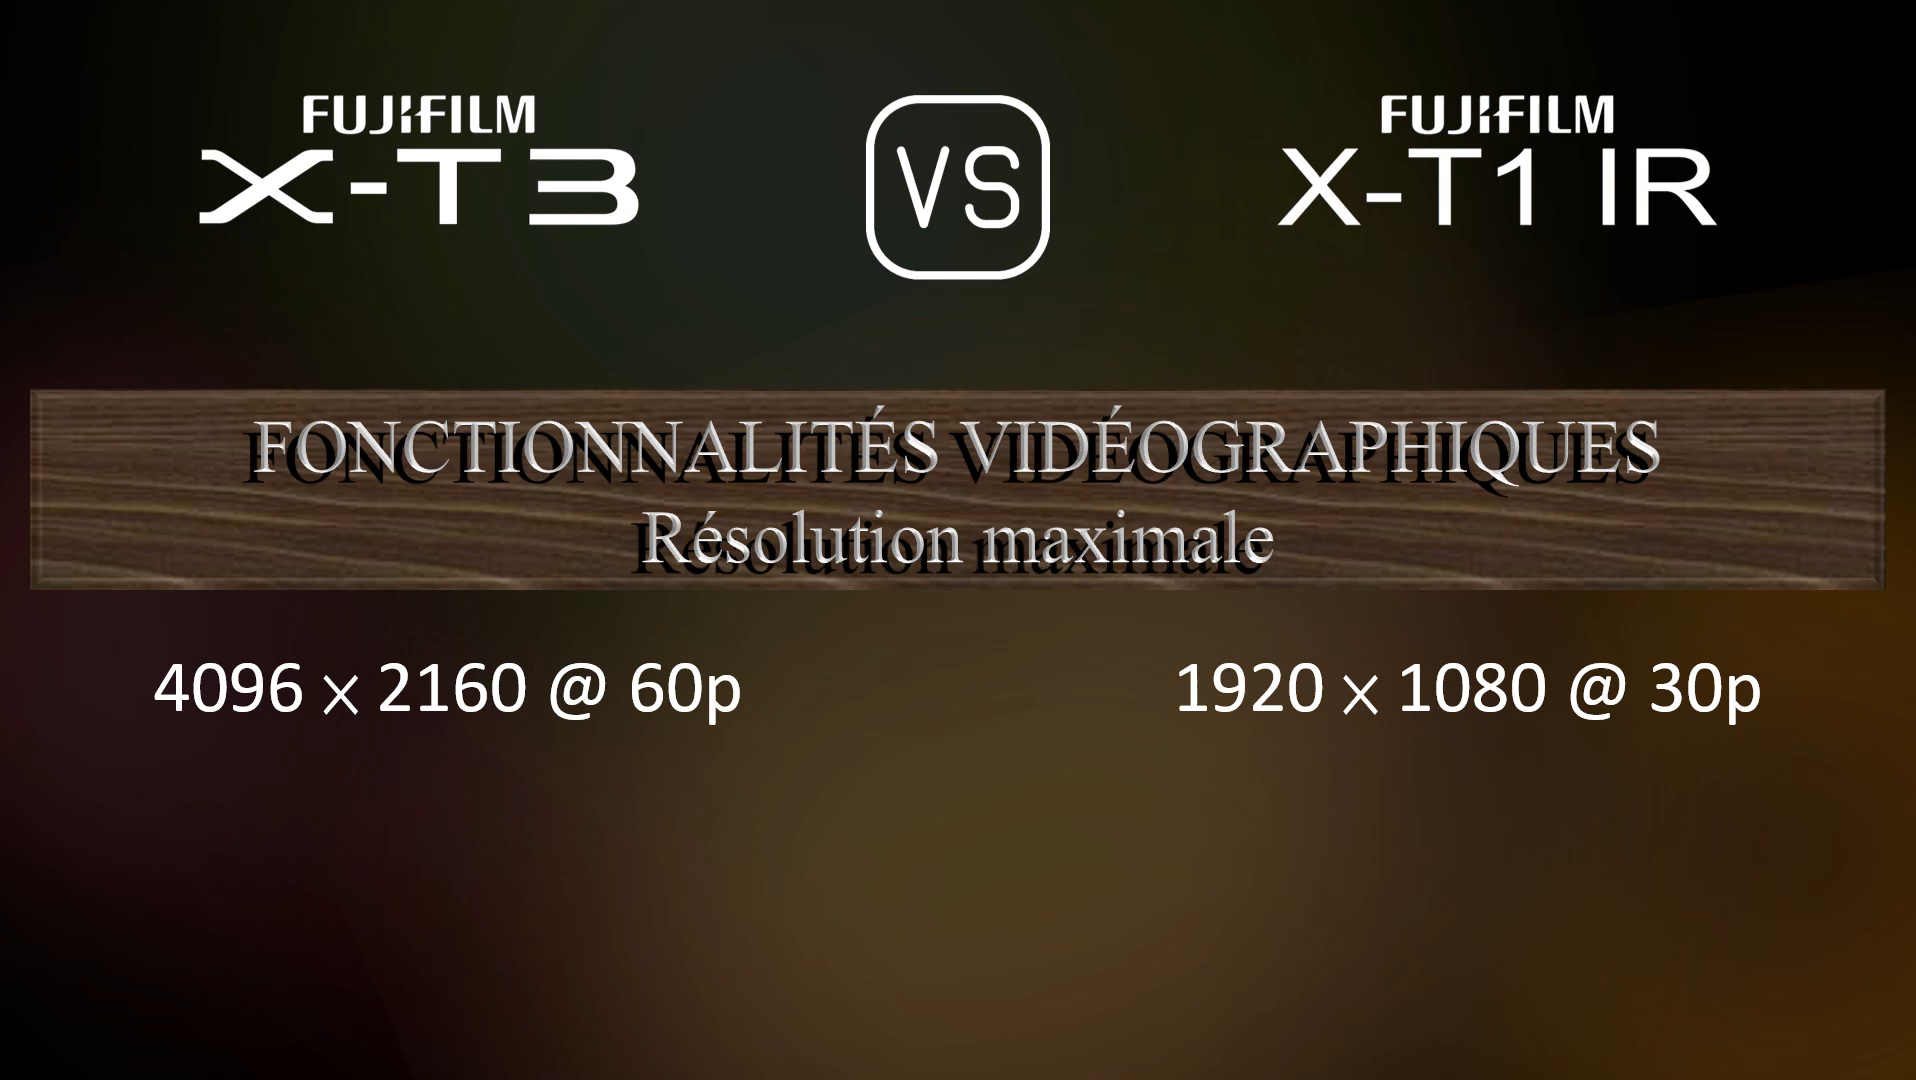 FUJIFILM
X-T3
VS
FUJIFILM
X-T1 IR
FONCTIONNALITÉS VIDÉOGRAPHIQUES
Résolution maximale
4096 x 2160 @ 60p
1920 x 1080 @ 30p